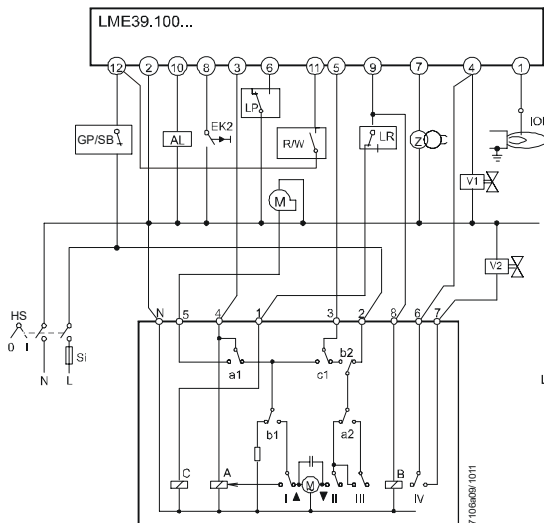 LME39.100...
12 2 10 8 3 6 11 5 9 7 4 1
EK2
LP
ION
GP/SB
AL
R/W
LR
Z
M
V1
V2
HS
0 I
Si
N L
L
N 5 4 1 3 2 8 6 7
a1
c1
b2
b1
a2
C
A
I
M
II
III
B
IV
7106a09/1011